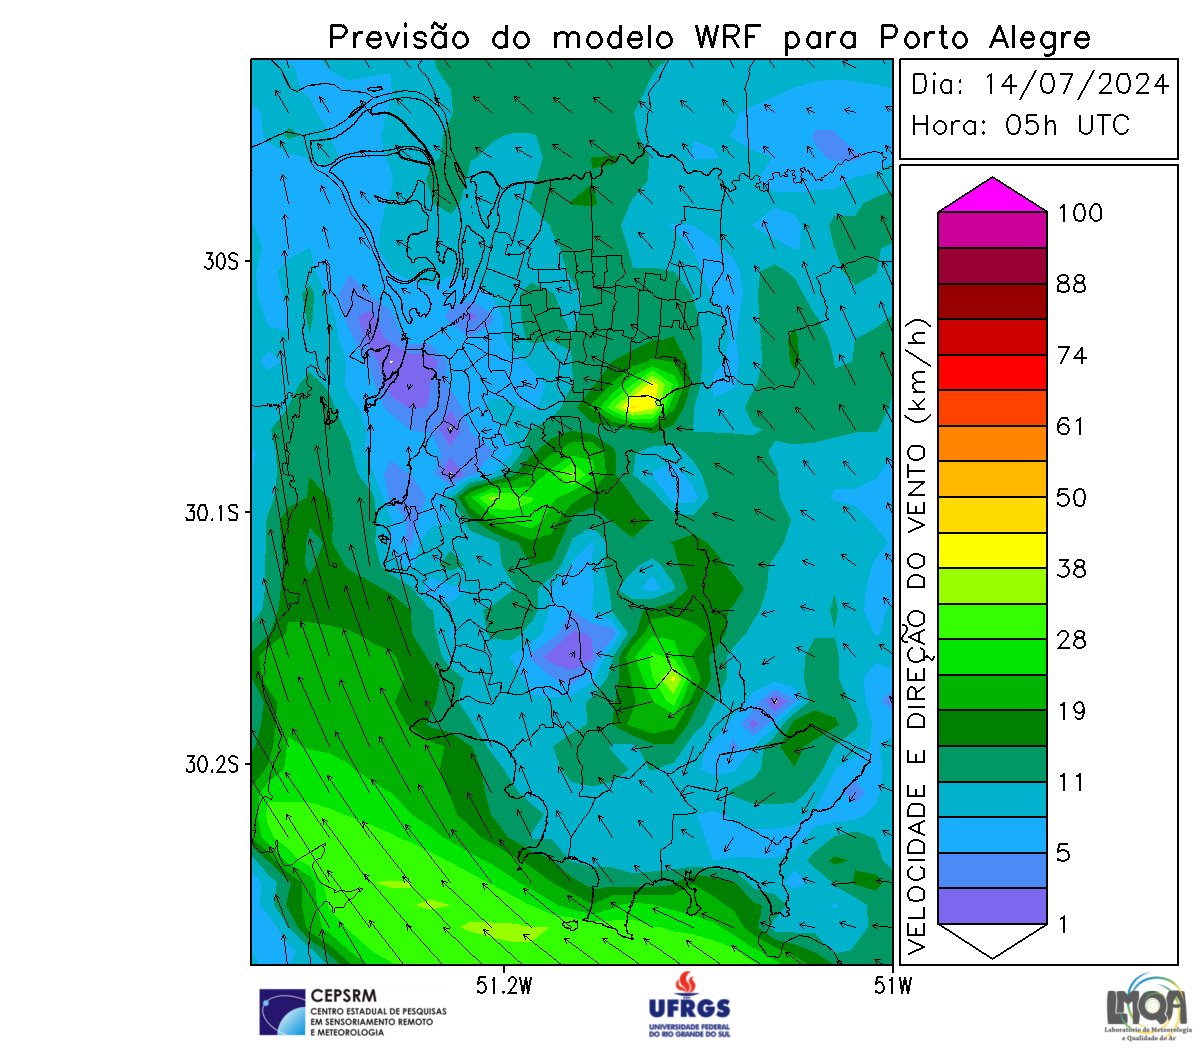 Previsão do modelo WRF para Porto Alegre
Dia: 14/07/2024
Hora: 05h UTC
30S
30.1S
30.2S
51.2W
51W
VELOCIDADE E DIREÇÃO DO VENTO (km/h)
100
88
74
61
50
38
28
19
11
5
1
CEPSRM
CENTRO ESTADUAL DE PESQUISAS
EM SENSORIAMENTO REMOTO
E METEOROLOGIA
UFRGS
UNIVERSIDADE FEDERAL
DO RIO GRANDE DO SUL
LMQA
Laboratório de Meteorologia
e Qualidade do Ar